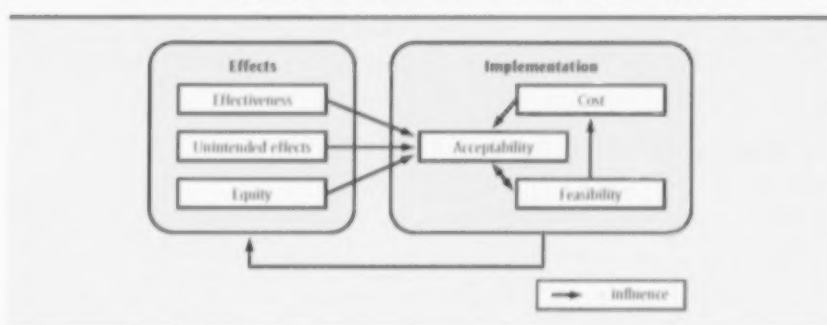 Effects
Implementation
Effectiveness
Cost
Unintended effects
Acceptability
Equity
Feasibility
influence